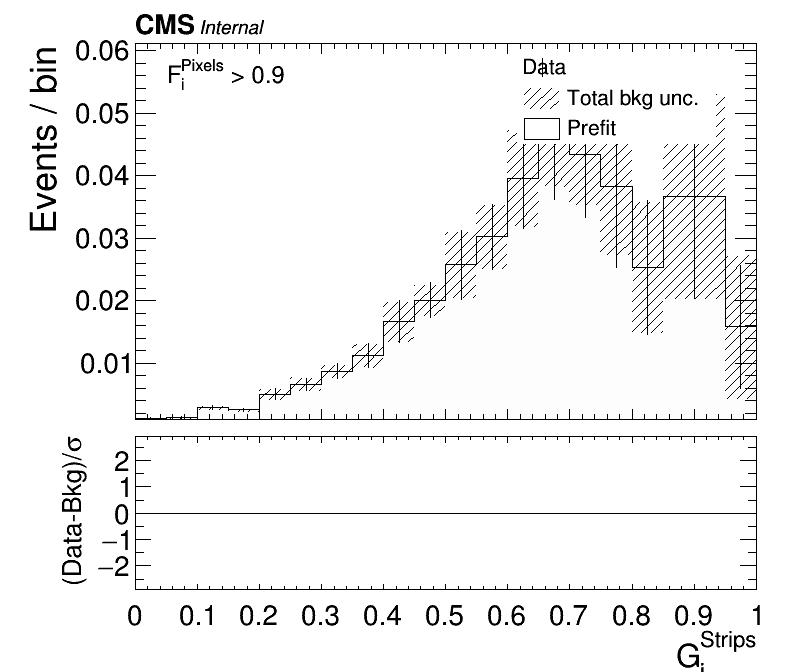 CMS Internal
F_i^Pixels > 0.9
Data
Total bkg unc.
Prefit
Events / bin
0.06
0.05
0.04
0.03
0.02
0.01
(Data-Bkg)/σ
2
1
0
−1
−2
0 0.1 0.2 0.3 0.4 0.5 0.6 0.7 0.8 0.9 1
G_i^Strips